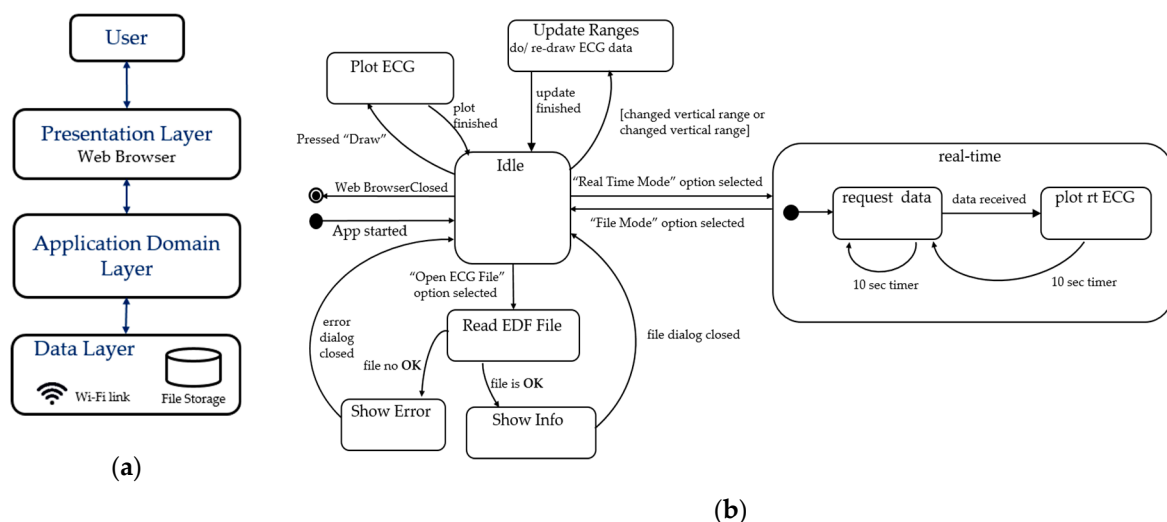 User
Presentation Layer
Web Browser
Application Domain
Layer
Data Layer
Wi-Fi link
File Storage
(a)
Update Ranges
do/ re-draw ECG data
Plot ECG
plot
finished
update
finished
[changed vertical range or
changed vertical range]
Pressed “Draw”
Idle
Web BrowserClosed
App started
“Real Time Mode” option selected
“File Mode” option selected
real-time
request data
data received
plot rt ECG
10 sec timer
10 sec timer
“Open ECG File”
option selected
error
dialog
closed
Read EDF File
file dialog closed
file no OK
file is OK
Show Error
Show Info
(b)